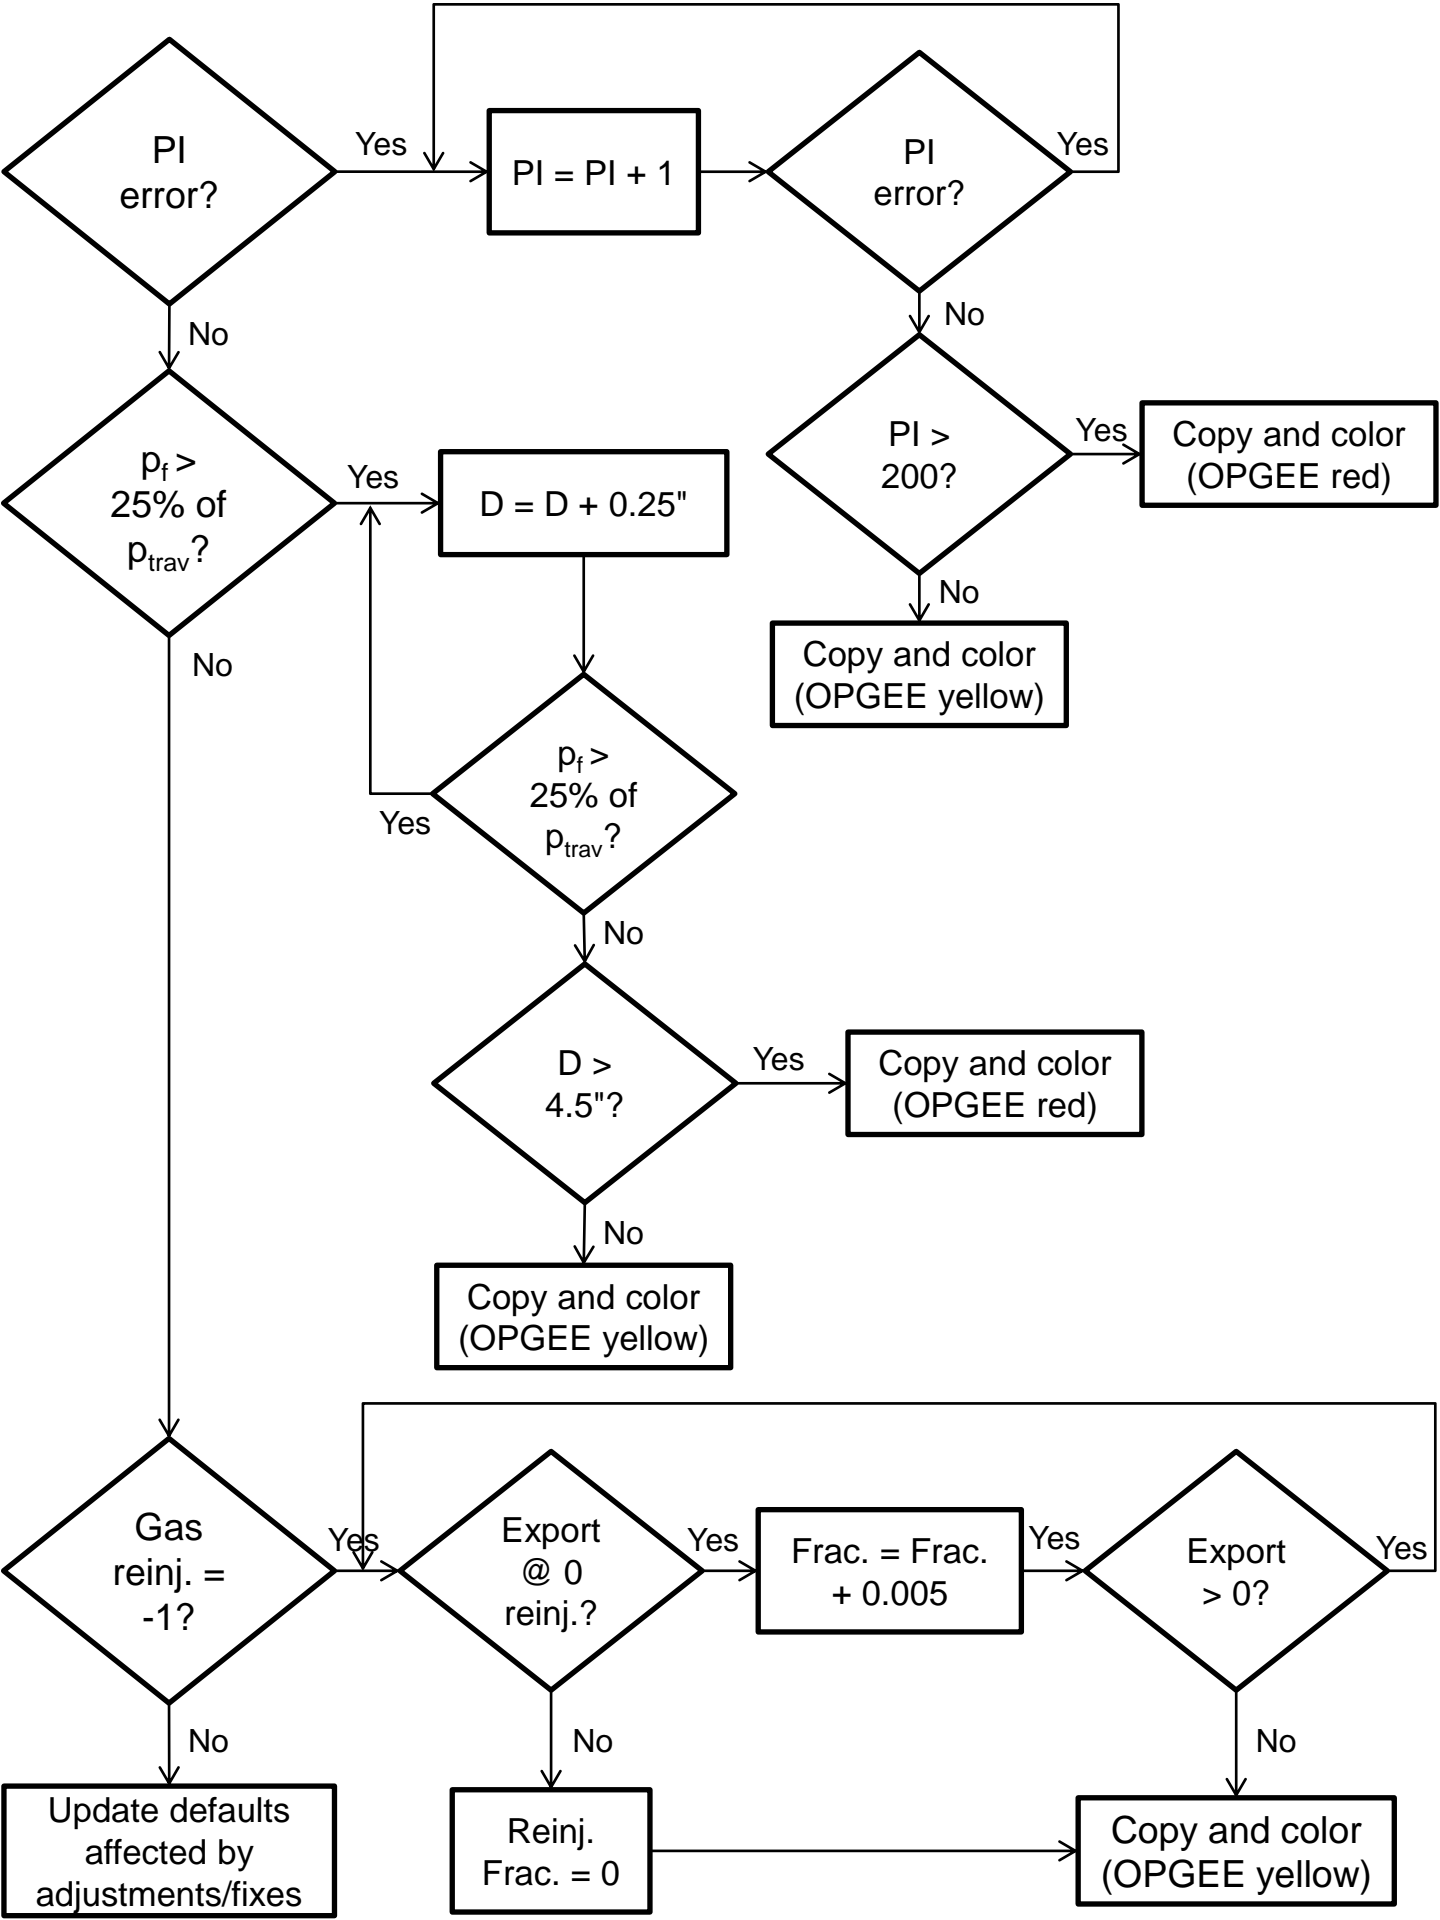 PI
error?
Yes
PI = PI + 1
PI
error?
Yes
No
No
PI >
200?
Yes
Copy and color
(OPGEE red)
No
Copy and color
(OPGEE yellow)
pf >
25% of
ptrav?
Yes
D = D + 0.25"
No
pf >
25% of
ptrav?
Yes
No
D >
4.5"?
Yes
Copy and color
(OPGEE red)
No
Copy and color
(OPGEE yellow)
Gas
reinj. =
-1?
Yes
Export
@ 0
reinj.?
Yes
Frac. = Frac.
+ 0.005
Yes
Export
> 0?
Yes
No
No
No
Update defaults
affected by
adjustments/fixes
Reinj.
Frac. = 0
Copy and color
(OPGEE yellow)